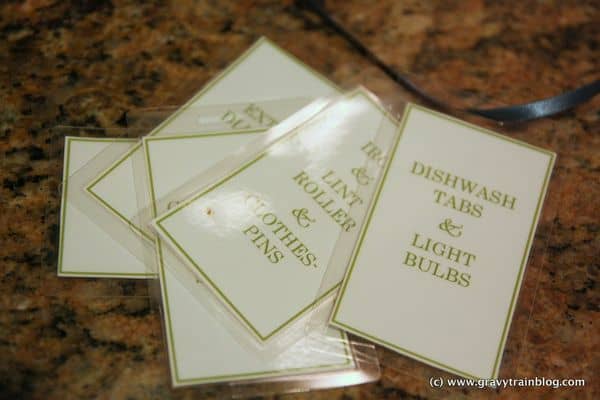 &
LINT
ROLLER
&
CLOTHES-
PINS
DISHWASH
TABS
&
LIGHT
BULBS
(c) www.gravytrainblog.com